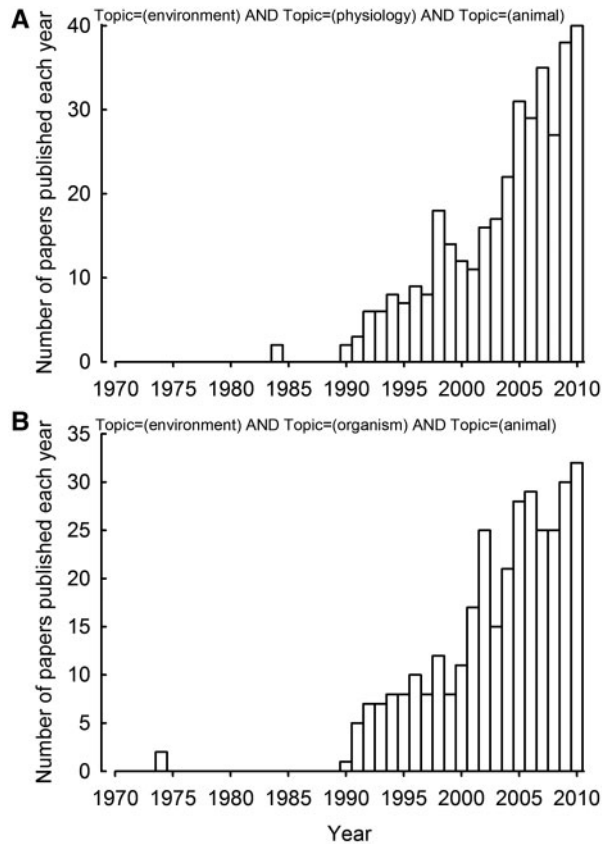 A
Topic=(environment) AND Topic=(physiology) AND Topic=(animal)
Number of papers published each year
40
30
20
10
0
1970 1975 1980 1985 1990 1995 2000 2005 2010
B
Topic=(environment) AND Topic=(organism) AND Topic=(animal)
Number of papers published each year
35
30
25
20
15
10
5
0
1970 1975 1980 1985 1990 1995 2000 2005 2010
Year